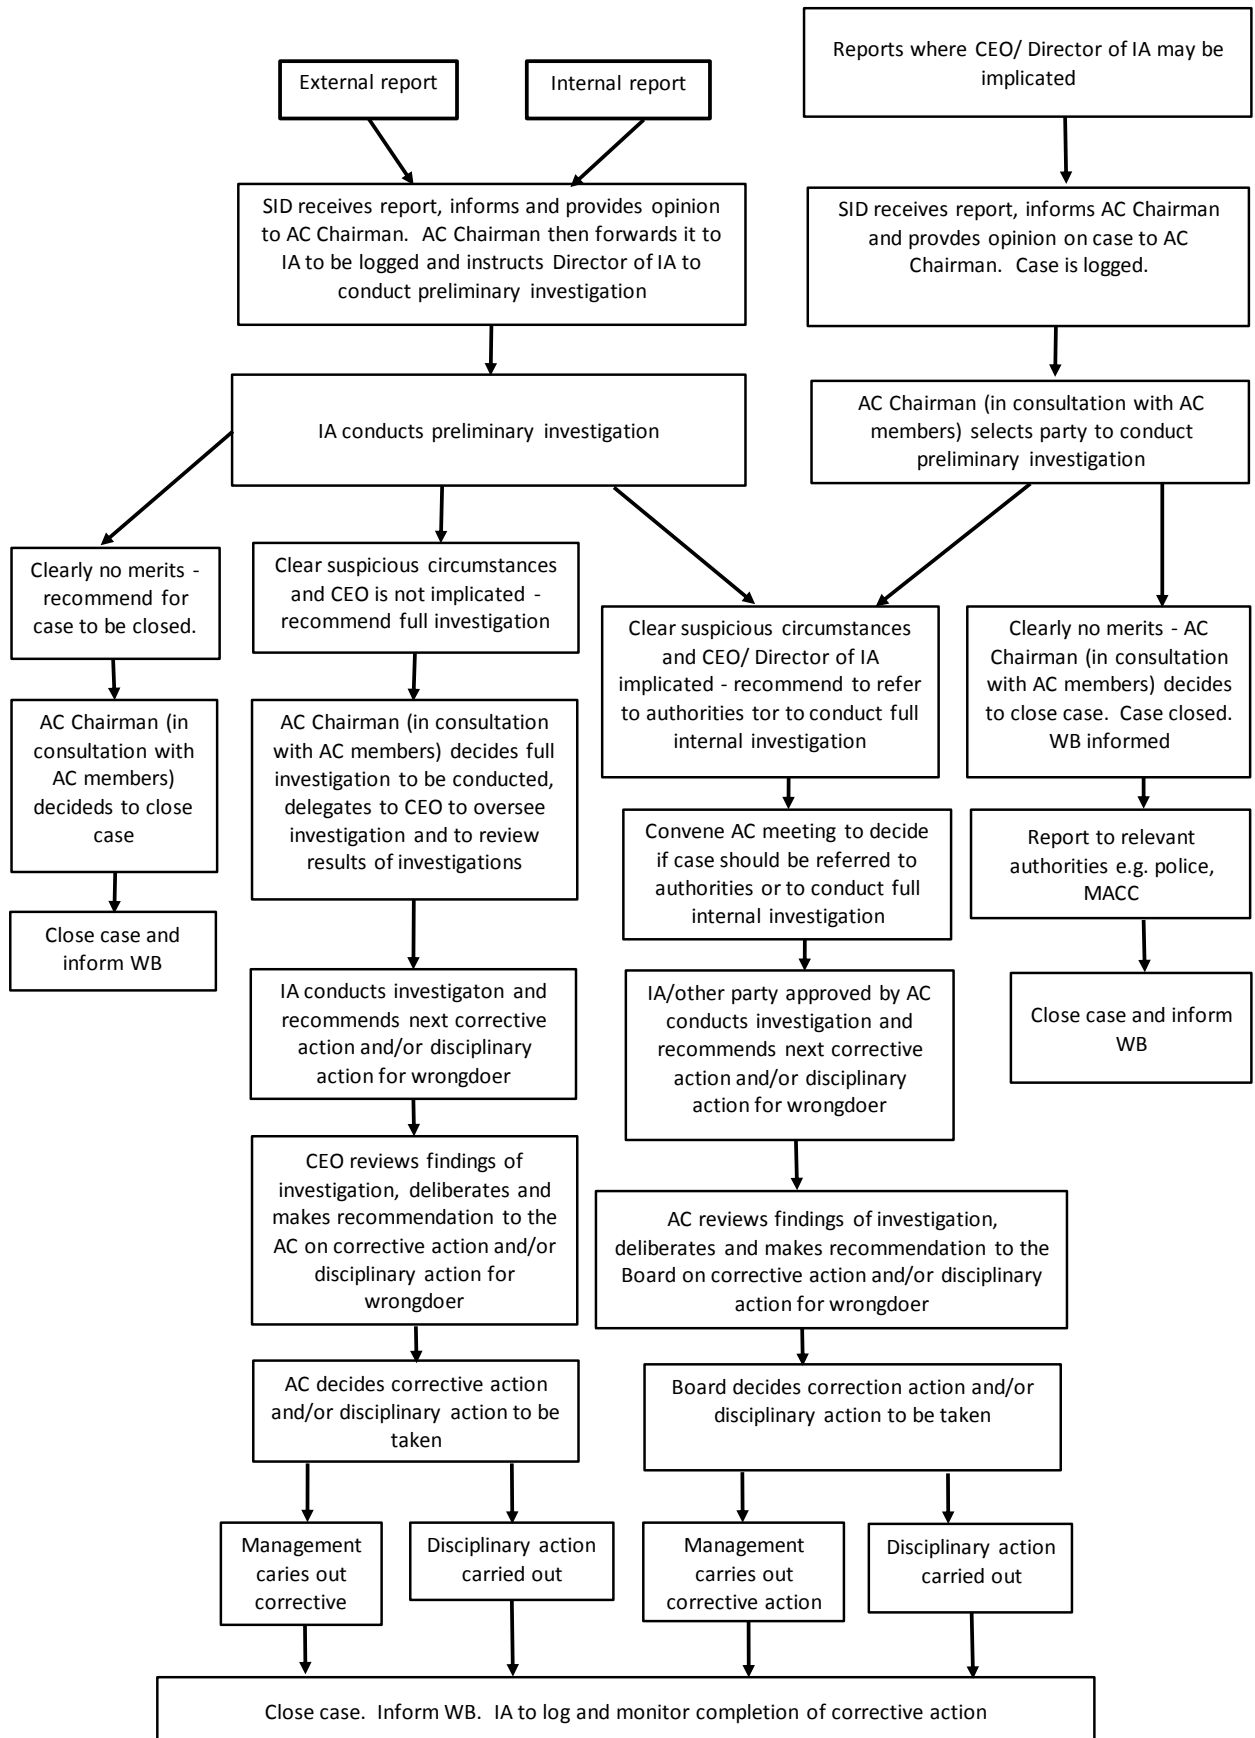 External report
Internal report
Reports where CEO/ Director of IA may be
implicated
SID receives report, informs and provides opinion
to AC Chairman. AC Chairman then forwards it to
IA to be logged and instructs Director of IA to
conduct preliminary investigation
SID receives report, informs AC Chairman
and provdes opinion on case to AC
Chairman. Case is logged.
IA conducts preliminary investigation
AC Chairman (in consultation with AC
members) selects party to conduct
preliminary investigation
Clearly no merits -
recommend for
case to be closed.
Clear suspicious circumstances
and CEO is not implicated -
recommend full investigation
Clear suspicious circumstances
and CEO/ Director of IA
implicated - recommend to refer
to authorities tor to conduct full
internal investigation
Clearly no merits - AC
Chairman (in consultation
with AC members) decides
to close case. Case closed.
WB informed
AC Chairman (in
consultation with
AC members)
decideds to close
case
AC Chairman (in consultation
with AC members) decides full
investigation to be conducted,
delegates to CEO to oversee
investigation and to review
results of investigations
Convene AC meeting to decide
if case should be referred to
authorities or to conduct full
internal investigation
Report to relevant
authorities e.g. police,
MACC
Close case and
inform WB
IA conducts investigaton and
recommends next corrective
action and/or disciplinary
action for wrongdoer
IA/other party approved by AC
conducts investigation and
recommends next corrective
action and/or disciplinary
action for wrongdoer
Close case and inform
WB
CEO reviews findings of
investigation, deliberates and
makes recommendation to the
AC on corrective action and/or
disciplinary action for
wrongdoer
AC reviews findings of investigation,
deliberates and makes recommendation to the
Board on corrective action and/or disciplinary
action for wrongdoer
AC decides corrective action
and/or disciplinary action to be
taken
Board decides correction action and/or
disciplinary action to be taken
Management
caries out
corrective
Disciplinary action
carried out
Management
carries out
corrective action
Disciplinary action
carried out
Close case. Inform WB. IA to log and monitor completion of corrective action